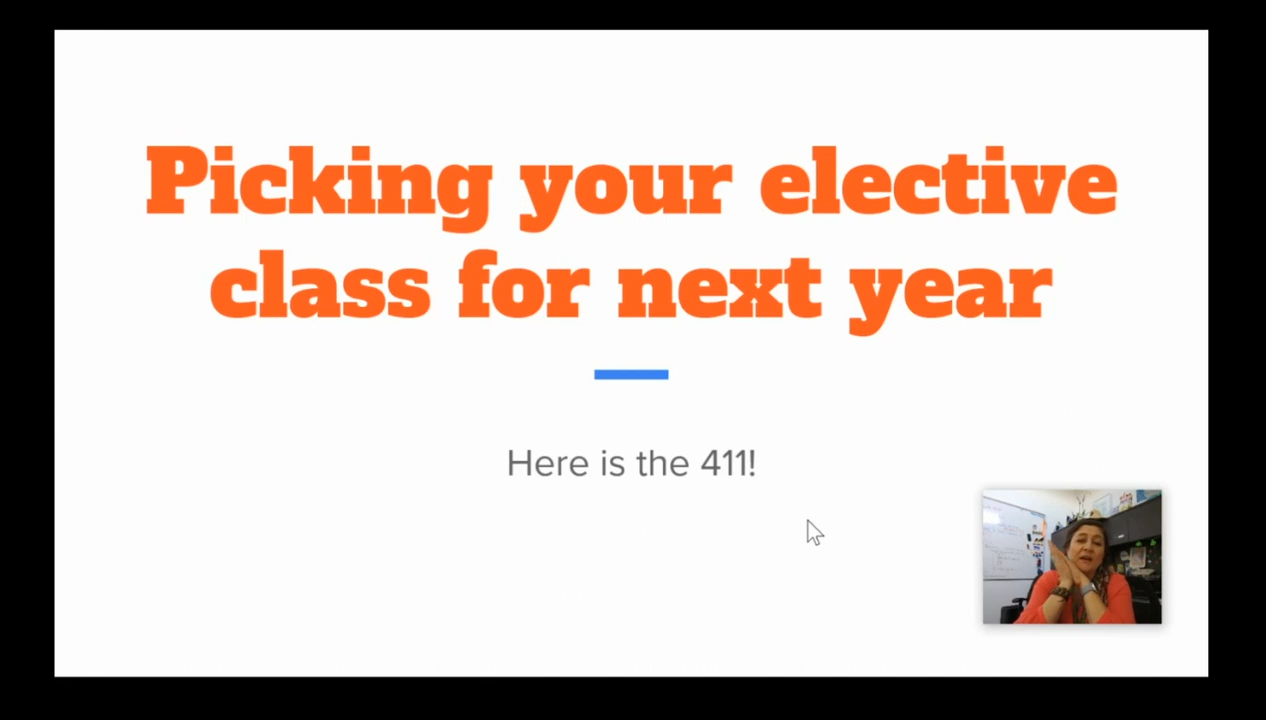 Picking your elective
class for next year
Here is the 411!